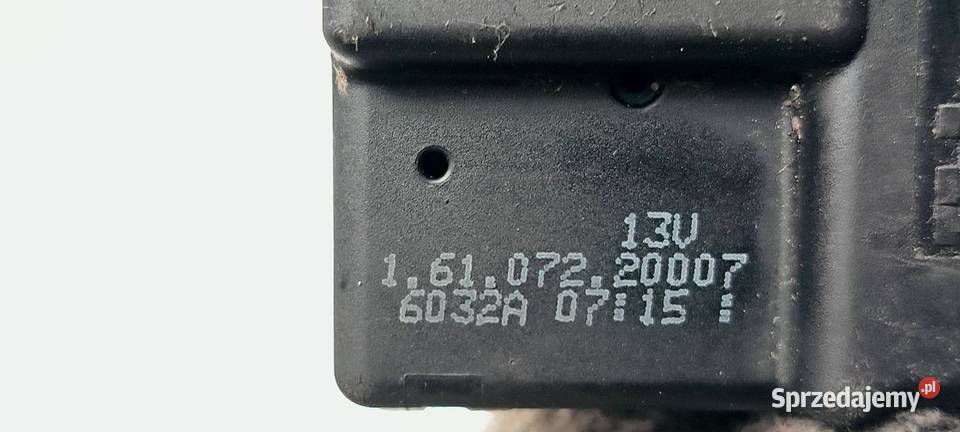 13V
1.61.072.20007
6032A 07:15 :
Sprzedajemy.pl